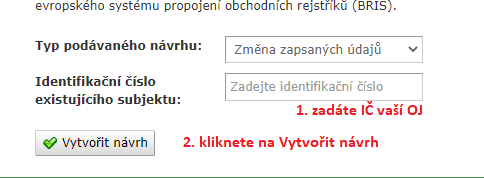 evropského systému propojení obchodních rejstříků (BRIS).
Typ podávaného návrhu: Změna zapsaných údajů
Identifikační číslo
existujícího subjektu: Zadejte identifikační číslo
1. zadáte IČ vaší OJ
Vytvořit návrh 2. kliknete na Vytvořit návrh